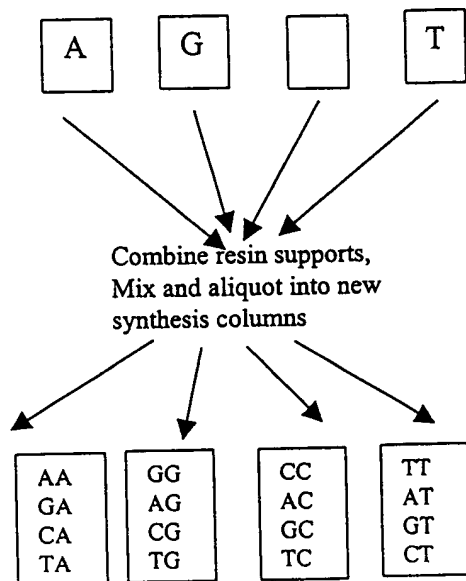 A G T
Combine resin supports,
Mix and aliquot into new
synthesis columns
AA
GA
CA
TA
GG
AG
CG
TG
CC
AC
GC
TC
TT
AT
GT
CT